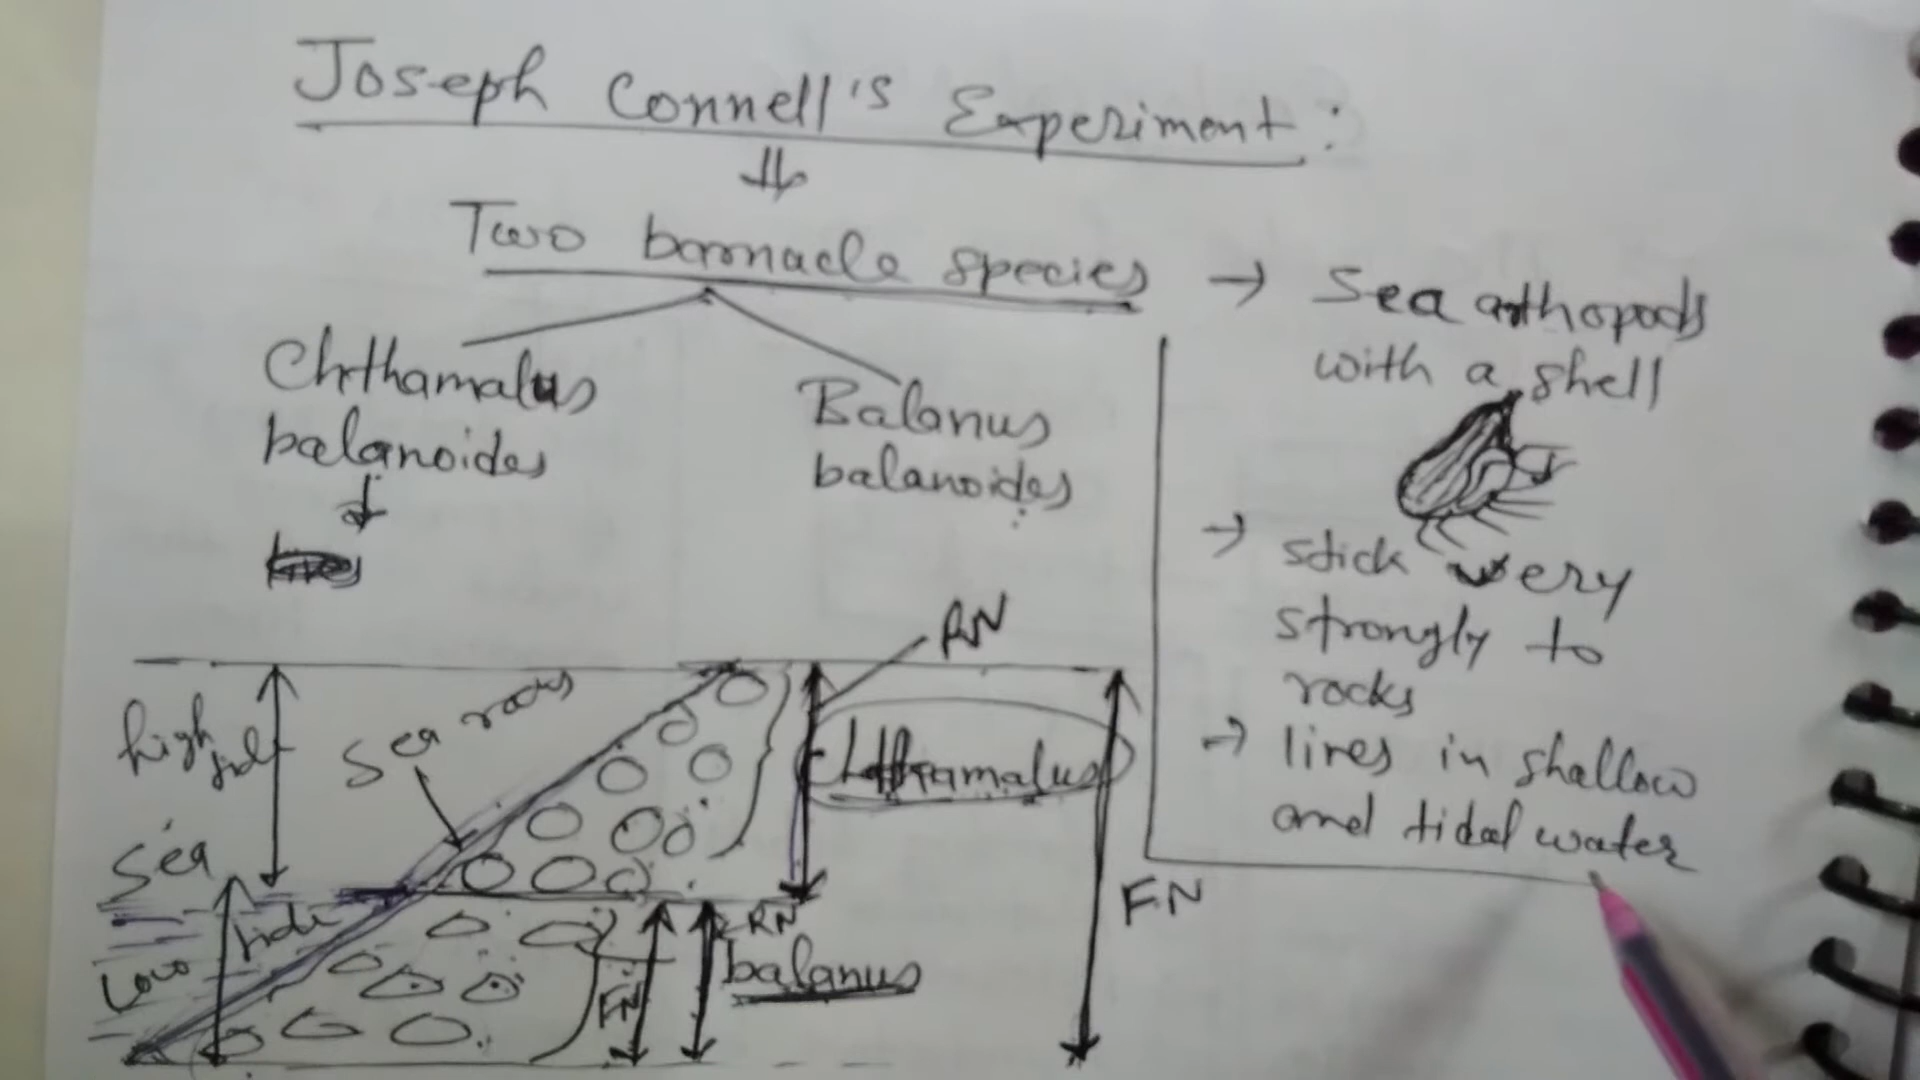 Joseph Connell's Experiment:
Two barnacle species → Sea arthopods
with a shell
Chthamalus
balanoides
Balanus
balanoides
→ stick very
strongly to
rocks
→ lives in shallow
and tidal water
RN
high
tide
Sea rocks
Chthamalus
Sea
Low tide
FN
RN
balanus
FN